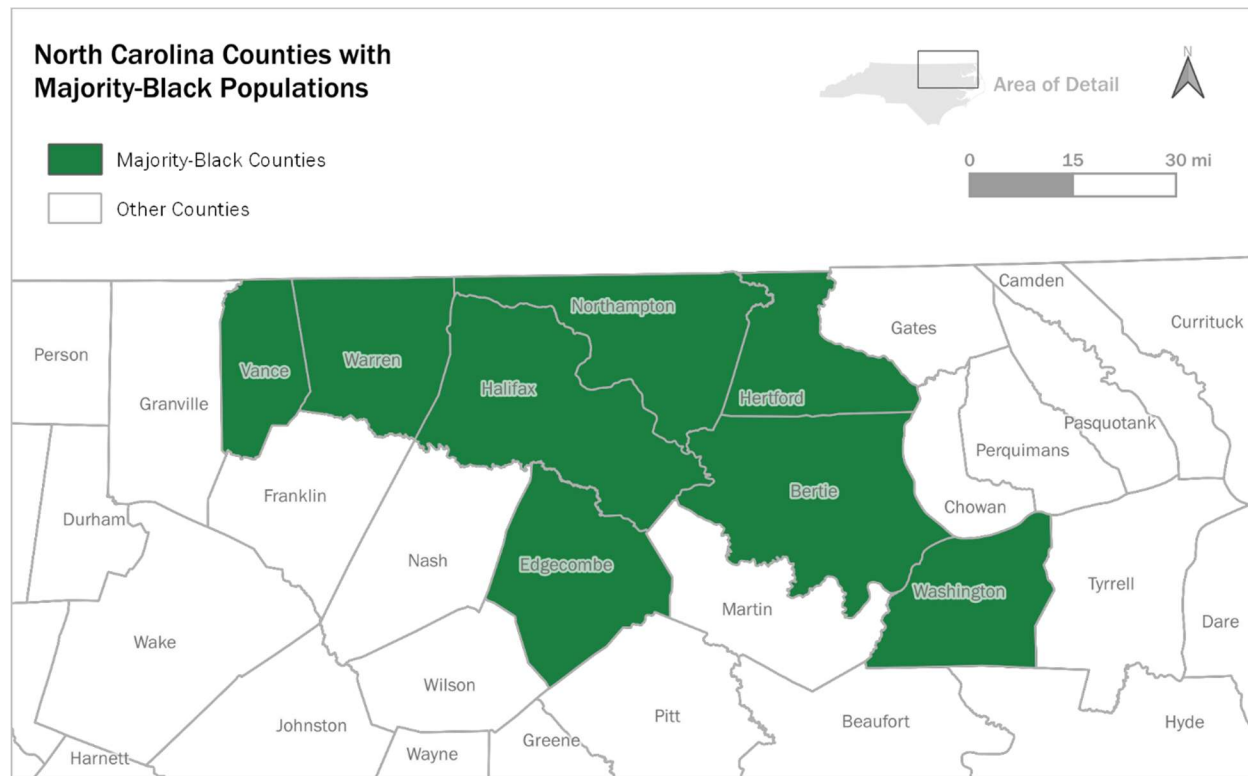 North Carolina Counties with
Majority-Black Populations
N
Area of Detail
Majority-Black Counties
0 15 30 mi
Other Counties
Camden
Northampton
Currituck
Gates
Person
Warren
Vance
Halifax
Hertford
Granville
Pasquotank
Perquimans
Bertie
Franklin
Chowan
Durham
Nash
Edgecombe
Tyrrell
Washington
Martin
Dare
Wake
Wilson
Pitt
Beaufort
Hyde
Johnston
Greene
Wayne
Harnett